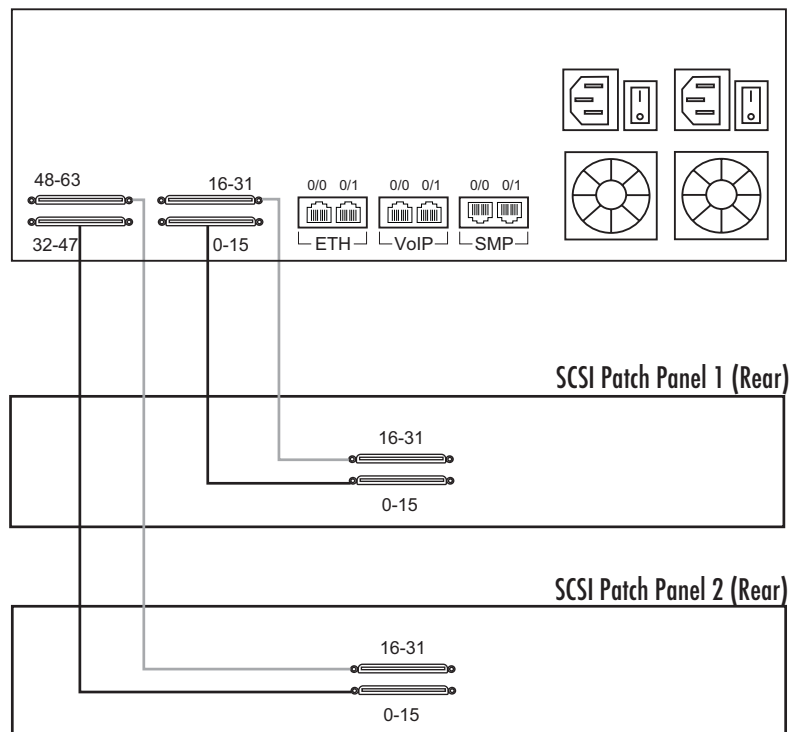 48-63
16-31
0/0 0/1
0/0 0/1
0/0 0/1
32-47
0-15
ETH
VoIP
SMP
SCSI Patch Panel 1 (Rear)
16-31
0-15
SCSI Patch Panel 2 (Rear)
16-31
0-15